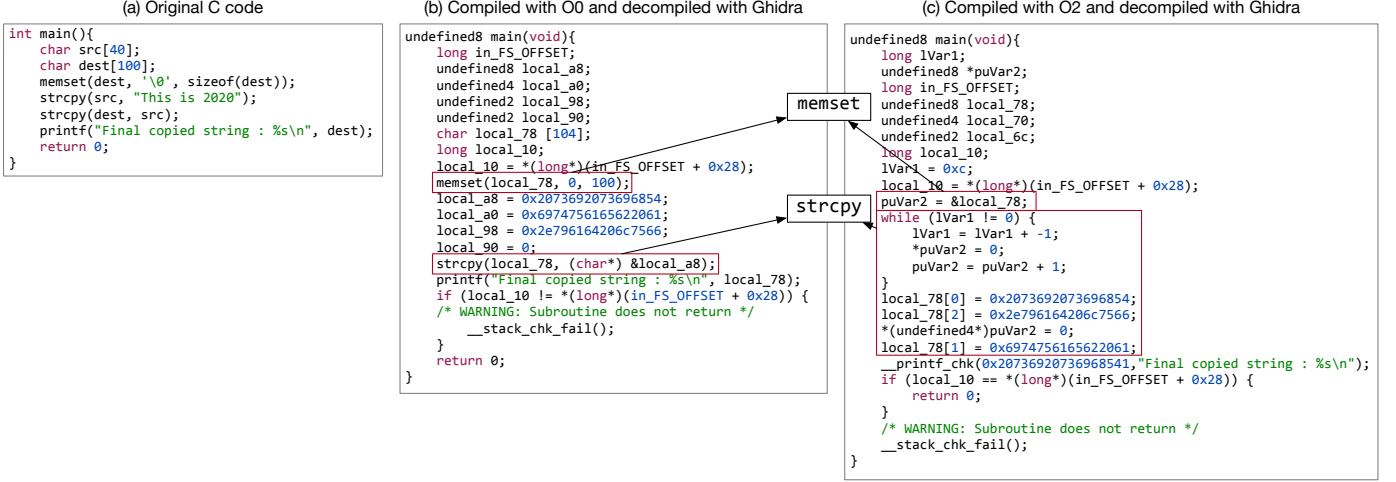 (a) Original C code
int main(){
char src[40];
char dest[100];
memset(dest, '\0', sizeof(dest));
strcpy(src, "This is 2020");
strcpy(dest, src);
printf("Final copied string : %s\n", dest);
return 0;
}
(b) Compiled with O0 and decompiled with Ghidra
undefined8 main(void){
long in_FS_OFFSET;
undefined8 local_a8;
undefined4 local_a0;
undefined2 local_98;
undefined2 local_90;
char local_78 [104];
long local_10;
local_10 = *(long*)(in_FS_OFFSET + 0x28);
memset(local_78, 0, 100);
local_a8 = 0x2073692073696854;
local_a0 = 0x6974756165622061;
local_98 = 0x2e796164206c7566;
local_90 = 0;
strcpy(local_78, (char*) &local_a8);
printf("Final copied string : %s\n", local_78);
if (local_10 != *(long*)(in_FS_OFFSET + 0x28)) {
/* WARNING: Subroutine does not return */
__stack_chk_fail();
}
return 0;
}
memset
strcpy
(c) Compiled with O2 and decompiled with Ghidra
undefined8 main(void){
long lVar1;
undefined8 *puVar2;
long in_FS_OFFSET;
undefined8 local_78;
undefined4 local_70;
undefined2 local_6c;
long local_10;
lVar1 = 0xc;
local_10 = *(long*)(in_FS_OFFSET + 0x28);
puVar2 = &local_78;
while (lVar1 != 0) {
lVar1 = lVar1 + -1;
*puVar2 = 0;
puVar2 = puVar2 + 1;
}
local_78[0] = 0x2073692073696854;
local_78[2] = 0x2e796164206c7566;
*(undefined4*)puVar2 = 0;
local_78[1] = 0x6974756165622061;
__printf_chk(0x20736920736968541,"Final copied string : %s\n");
if (local_10 == *(long*)(in_FS_OFFSET + 0x28)) {
return 0;
}
/* WARNING: Subroutine does not return */
__stack_chk_fail();
}